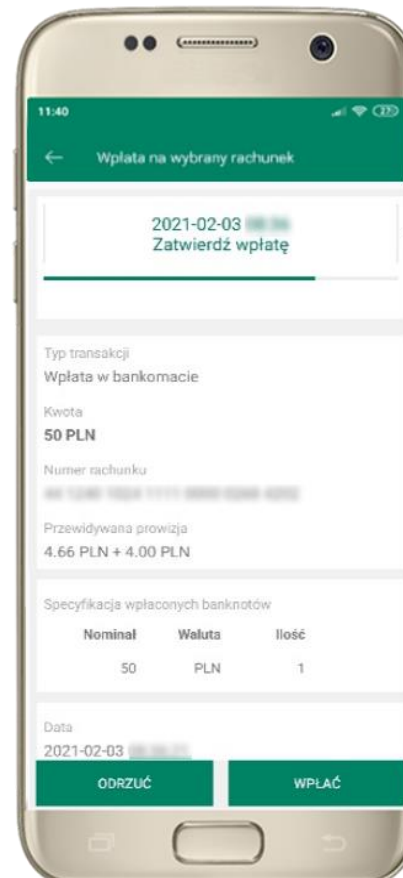 11:40
Wpłata na wybrany rachunek
2021-02-03
Zatwierdź wpłatę
Typ transakcji
Wpłata w bankomacie
Kwota
50 PLN
Numer rachunku
Przewidywana prowizja
4.66 PLN + 4.00 PLN
Specyfikacja wpłaconych banknotów
Nominał Waluta Ilość
50 PLN 1
Data
2021-02-03
ODRZUĆ WPŁAĆ